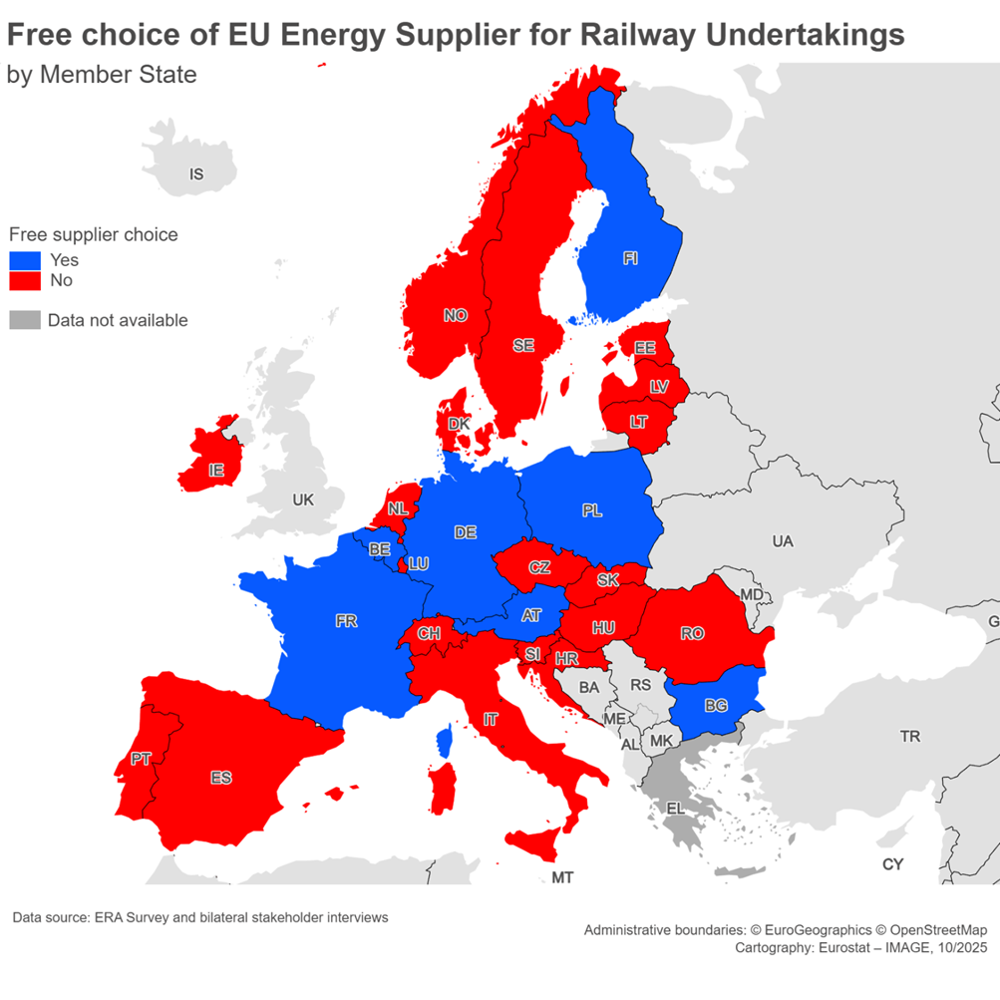 Free choice of EU Energy Supplier for Railway Undertakings
by Member State
IS
Free supplier choice
Yes
No
Data not available
FI
NO
SE
EE
LV
LT
DK
IE
UK
NL
PL
DE
BE
LU
UA
CZ
SK
MD
AT
FR
HU
RO
CH
SI
HR
G
BA
RS
BG
ME
IT
MK
AL
TR
PT
ES
EL
CY
MT
Data source: ERA Survey and bilateral stakeholder interviews
Administrative boundaries: © EuroGeographics © OpenStreetMap
Cartography: Eurostat – IMAGE, 10/2025